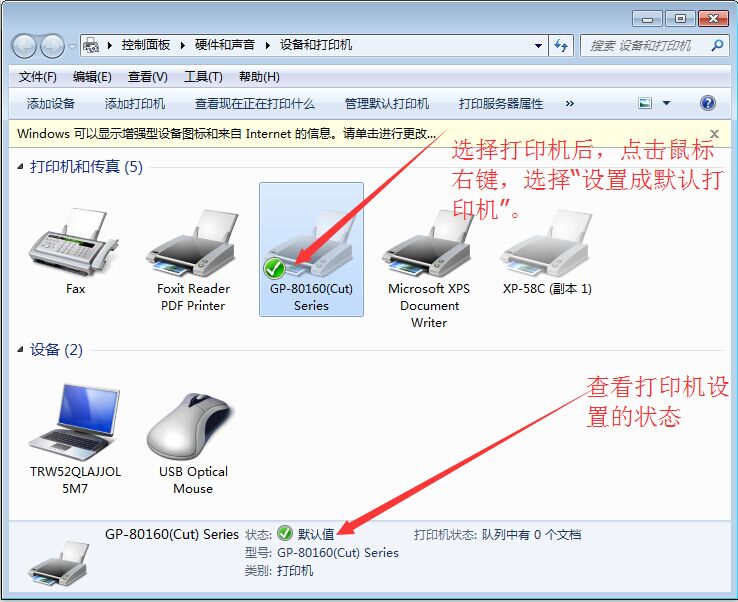 控制面板 ▸ 硬件和声音 ▸ 设备和打印机
搜索 设备和打印机
文件(F) 编辑(E) 查看(V) 工具(T) 帮助(H)
添加设备 添加打印机 查看现在正在打印什么 管理默认打印机 打印服务器属性 »
Windows 可以显示增强型设备图标和来自 Internet 的信息。请单击进行更改...
选择打印机后，点击鼠标
右键，选择“设置成默认打
印机”。
打印机和传真 (5)
Fax
Foxit Reader
PDF Printer
GP-80160(Cut)
Series
Microsoft XPS
Document
Writer
XP-58C (副本 1)
设备 (2)
查看打印机设
置的状态
TRW52QLAJJOL
5M7
USB Optical
Mouse
GP-80160(Cut) Series 状态: 默认值 打印机状态: 队列中有 0 个文档
型号: GP-80160(Cut) Series
类别: 打印机